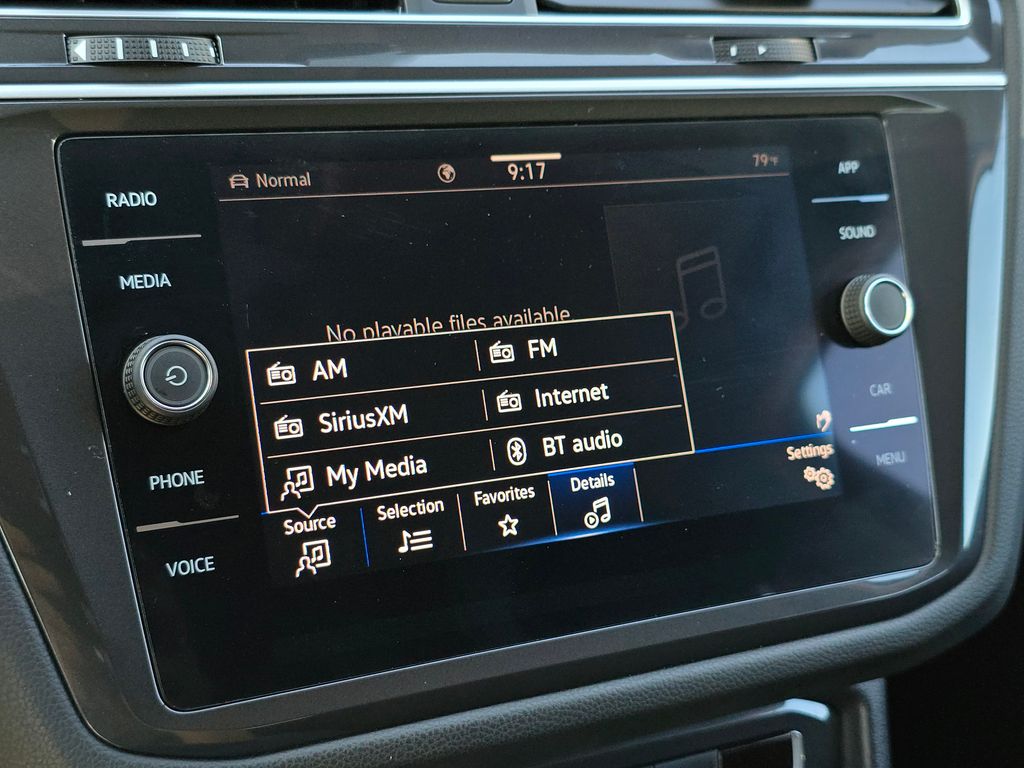 RADIO
MEDIA
PHONE
VOICE
Normal
9:17
79°F
No playable files available
AM
FM
SiriusXM
Internet
My Media
BT audio
Source
Selection
Favorites
Details
Settings
APP
SOUND
CAR
MENU